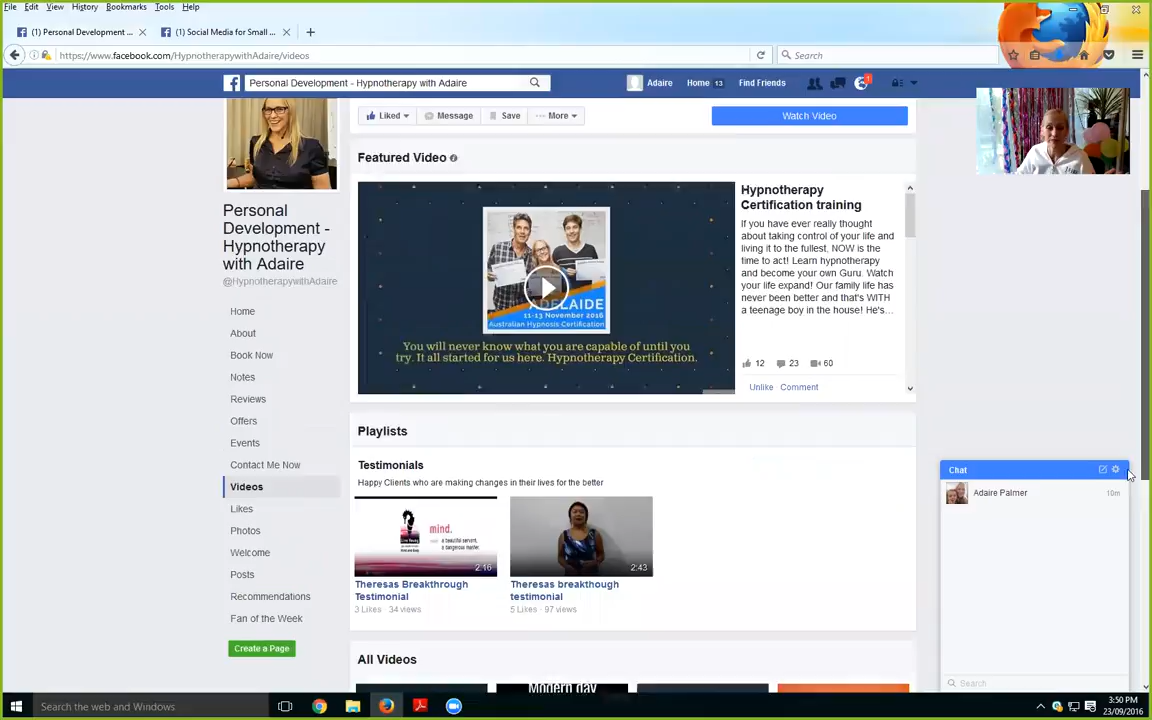 File Edit View History Bookmarks Tools Help
(1) Personal Development ... × (1) Social Media for Small ... × +
https://www.facebook.com/HypnotherapywithAdaire/videos
Search
Personal Development - Hypnotherapy with Adaire
Adaire Home 13 Find Friends 1
Liked Message Save ··· More Watch Video
Featured Video
Hypnotherapy
Certification training
If you have ever really thought
about taking control of your life and
living it to the fullest, NOW is the
time to act! Learn hypnotherapy
and become your own Guru. Watch
your life expand! Our family life has
never been better and that's WITH
a teenage boy in the house! He's...
12 23 60
Unlike Comment
ADELAIDE
11-13 November 2016
Australian Hypnosis Certification
You will never know what you are capable of until you
try. It all started for us here. Hypnotherapy Certification.
Personal
Development -
Hypnotherapy
with Adaire
@HypnotherapywithAdaire
Home
About
Book Now
Notes
Reviews
Offers
Events
Contact Me Now
Videos
Likes
Photos
Welcome
Posts
Recommendations
Fan of the Week
Create a Page
Playlists
Testimonials
Happy Clients who are making changes in their lives for the better
mind.
a beautiful servant,
a dangerous master.
2:16
2:43
Theresas Breakthrough
Testimonial
3 Likes · 34 views
Theresas breakthough
testimonial
5 Likes · 97 views
All Videos
Modern day
Chat
Adaire Palmer 10m
Search
Search the web and Windows
3:50 PM
23/09/2016